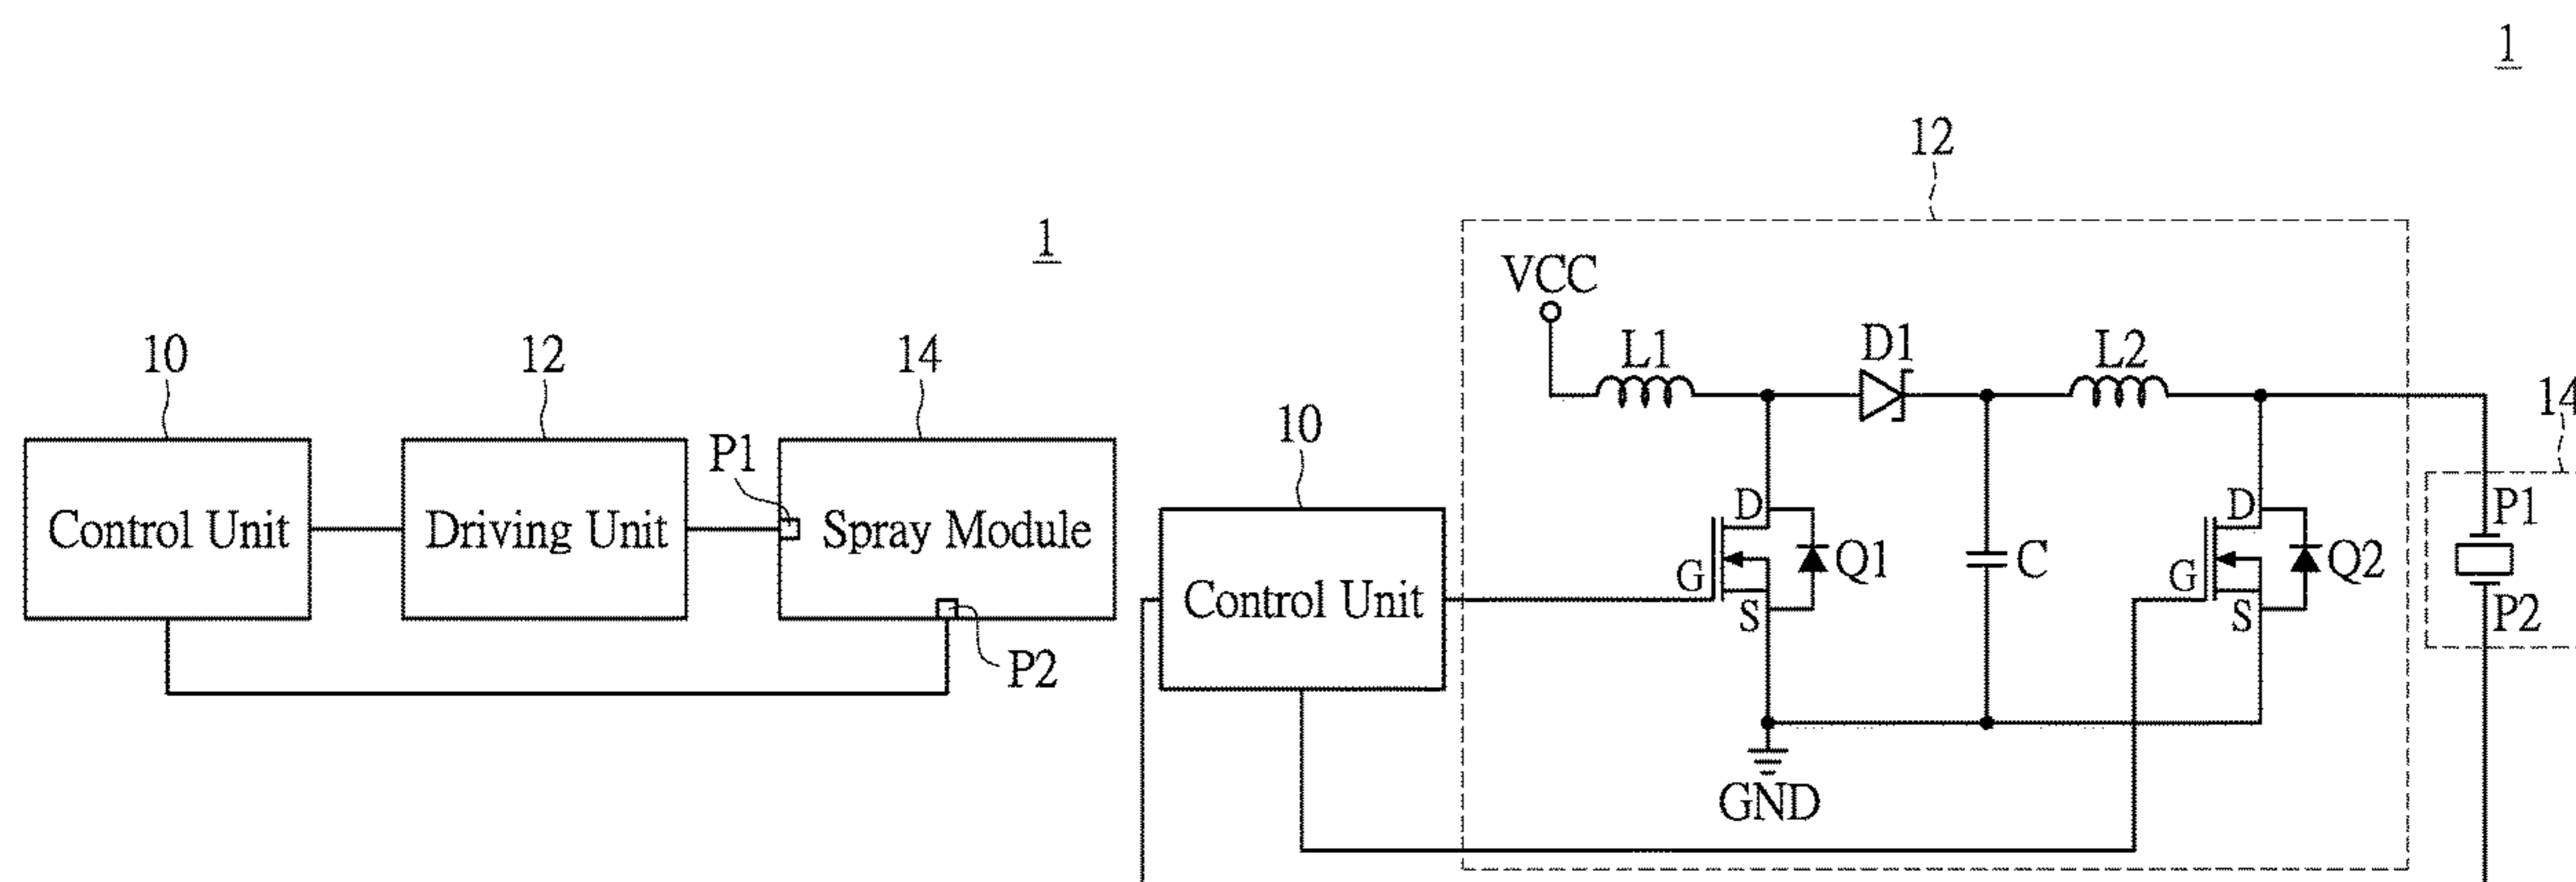 1
10
12
14
P1
Control Unit
Driving Unit
Spray Module
P2
1
12
VCC
L1
D1
L2
14
10
Control Unit
D
G
S
Q1
C
D
G
S
Q2
P1
P2
GND